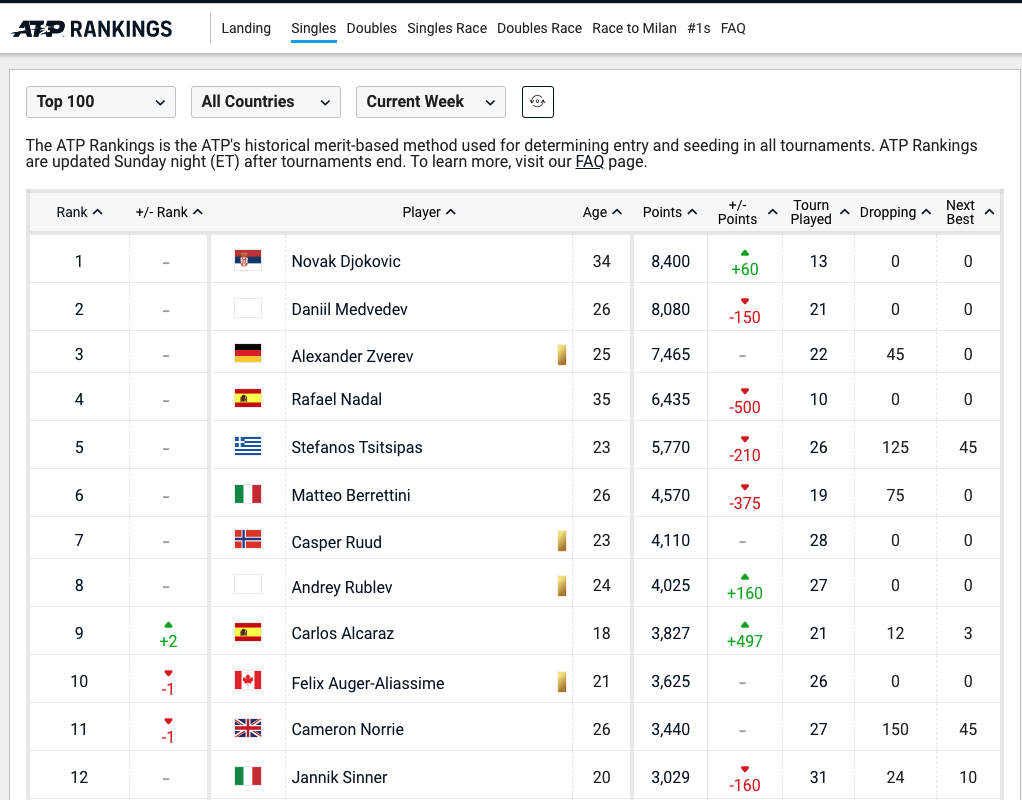 ATP RANKINGS Landing Singles Doubles Singles Race Doubles Race Race to Milan #1s FAQ
Top 100 All Countries Current Week
The ATP Rankings is the ATP's historical merit-based method used for determining entry and seeding in all tournaments. ATP Rankings
are updated Sunday night (ET) after tournaments end. To learn more, visit our FAQ page.
Rank +/- Rank Player Age Points +/- Points Tourn Played Dropping Next Best
1 – Novak Djokovic 34 8,400 +60 13 0 0
2 – Daniil Medvedev 26 8,080 -150 21 0 0
3 – Alexander Zverev 25 7,465 – 22 45 0
4 – Rafael Nadal 35 6,435 -500 10 0 0
5 – Stefanos Tsitsipas 23 5,770 -210 26 125 45
6 – Matteo Berrettini 26 4,570 -375 19 75 0
7 – Casper Ruud 23 4,110 – 28 0 0
8 – Andrey Rublev 24 4,025 +160 27 0 0
9 +2 Carlos Alcaraz 18 3,827 +497 21 12 3
10 -1 Felix Auger-Aliassime 21 3,625 – 26 0 0
11 -1 Cameron Norrie 26 3,440 – 27 150 45
12 – Jannik Sinner 20 3,029 -160 31 24 10